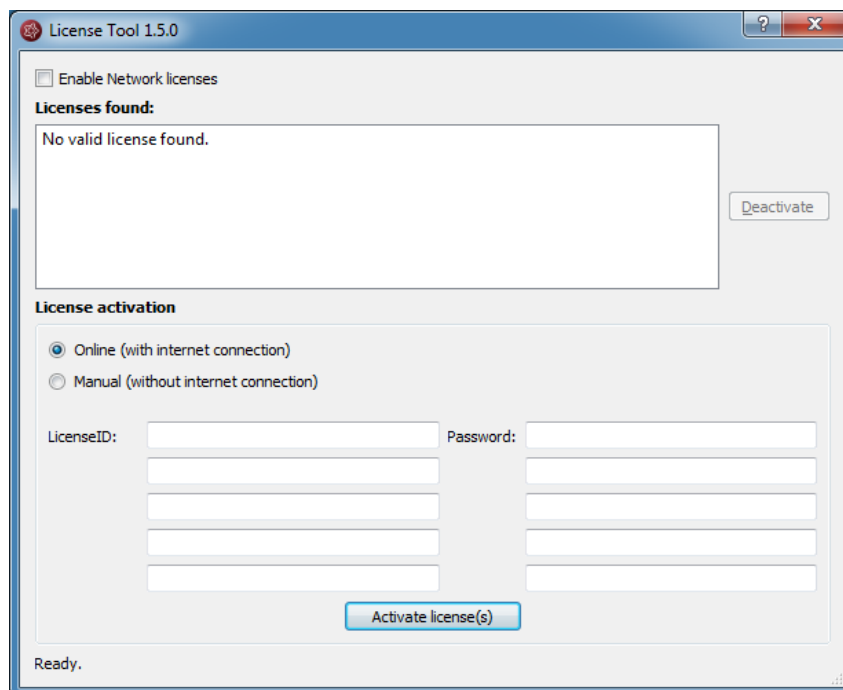 License Tool 1.5.0
?
Enable Network licenses
Licenses found:
No valid license found.
Deactivate
License activation
Online (with internet connection)
Manual (without internet connection)
LicenseID: Password:
Activate license(s)
Ready.